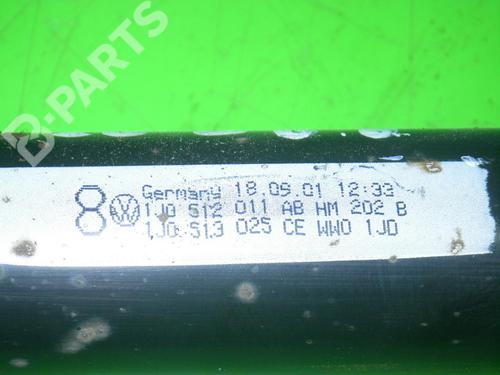 B-PARTS
8 Germany 18.09.01 12:33
1J0 512 011 AB HM 202 B
1J0 513 025 CE WW0 1JD